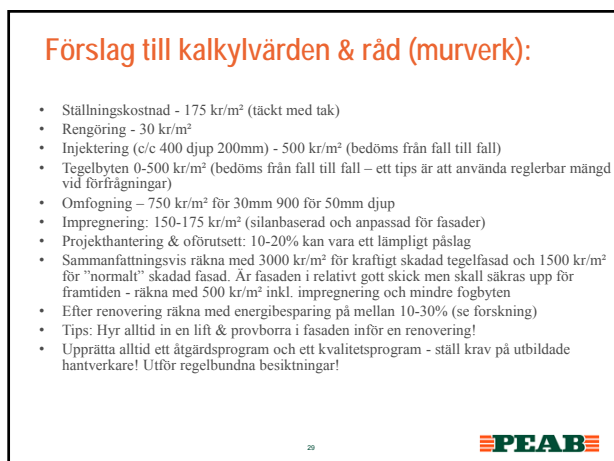 Förslag till kalkylvärden & råd (murverk):
• Ställningskostnad - 175 kr/m² (täckt med tak)
• Rengöring - 30 kr/m²
• Injektering (c/c 400 djup 200mm) - 500 kr/m² (bedöms från fall till fall)
• Tegelbyten 0-500 kr/m² (bedöms från fall till fall – ett tips är att använda reglerbar mängd
vid förfrågningar)
• Omfogning – 750 kr/m² för 30mm 900 för 50mm djup
• Impregnering: 150-175 kr/m² (silanbaserad och anpassad för fasader)
• Projekthantering & oförutsett: 10-20% kan vara ett lämpligt påslag
• Sammanfattningsvis räkna med 3000 kr/m² för kraftigt skadad tegelfasad och 1500 kr/m²
för ”normalt” skadad fasad. Är fasaden i relativt gott skick men skall säkras upp för
framtiden - räkna med 500 kr/m² inkl. impregnering och mindre fogbyten
• Efter renovering räkna med energibesparing på mellan 10-30% (se forskning)
• Tips: Hyr alltid in en lift & provborra i fasaden inför en renovering!
• Upprätta alltid ett åtgärdsprogram och ett kvalitetsprogram - ställ krav på utbildade
hantverkare! Utför regelbundna besiktningar!
29
PEAB